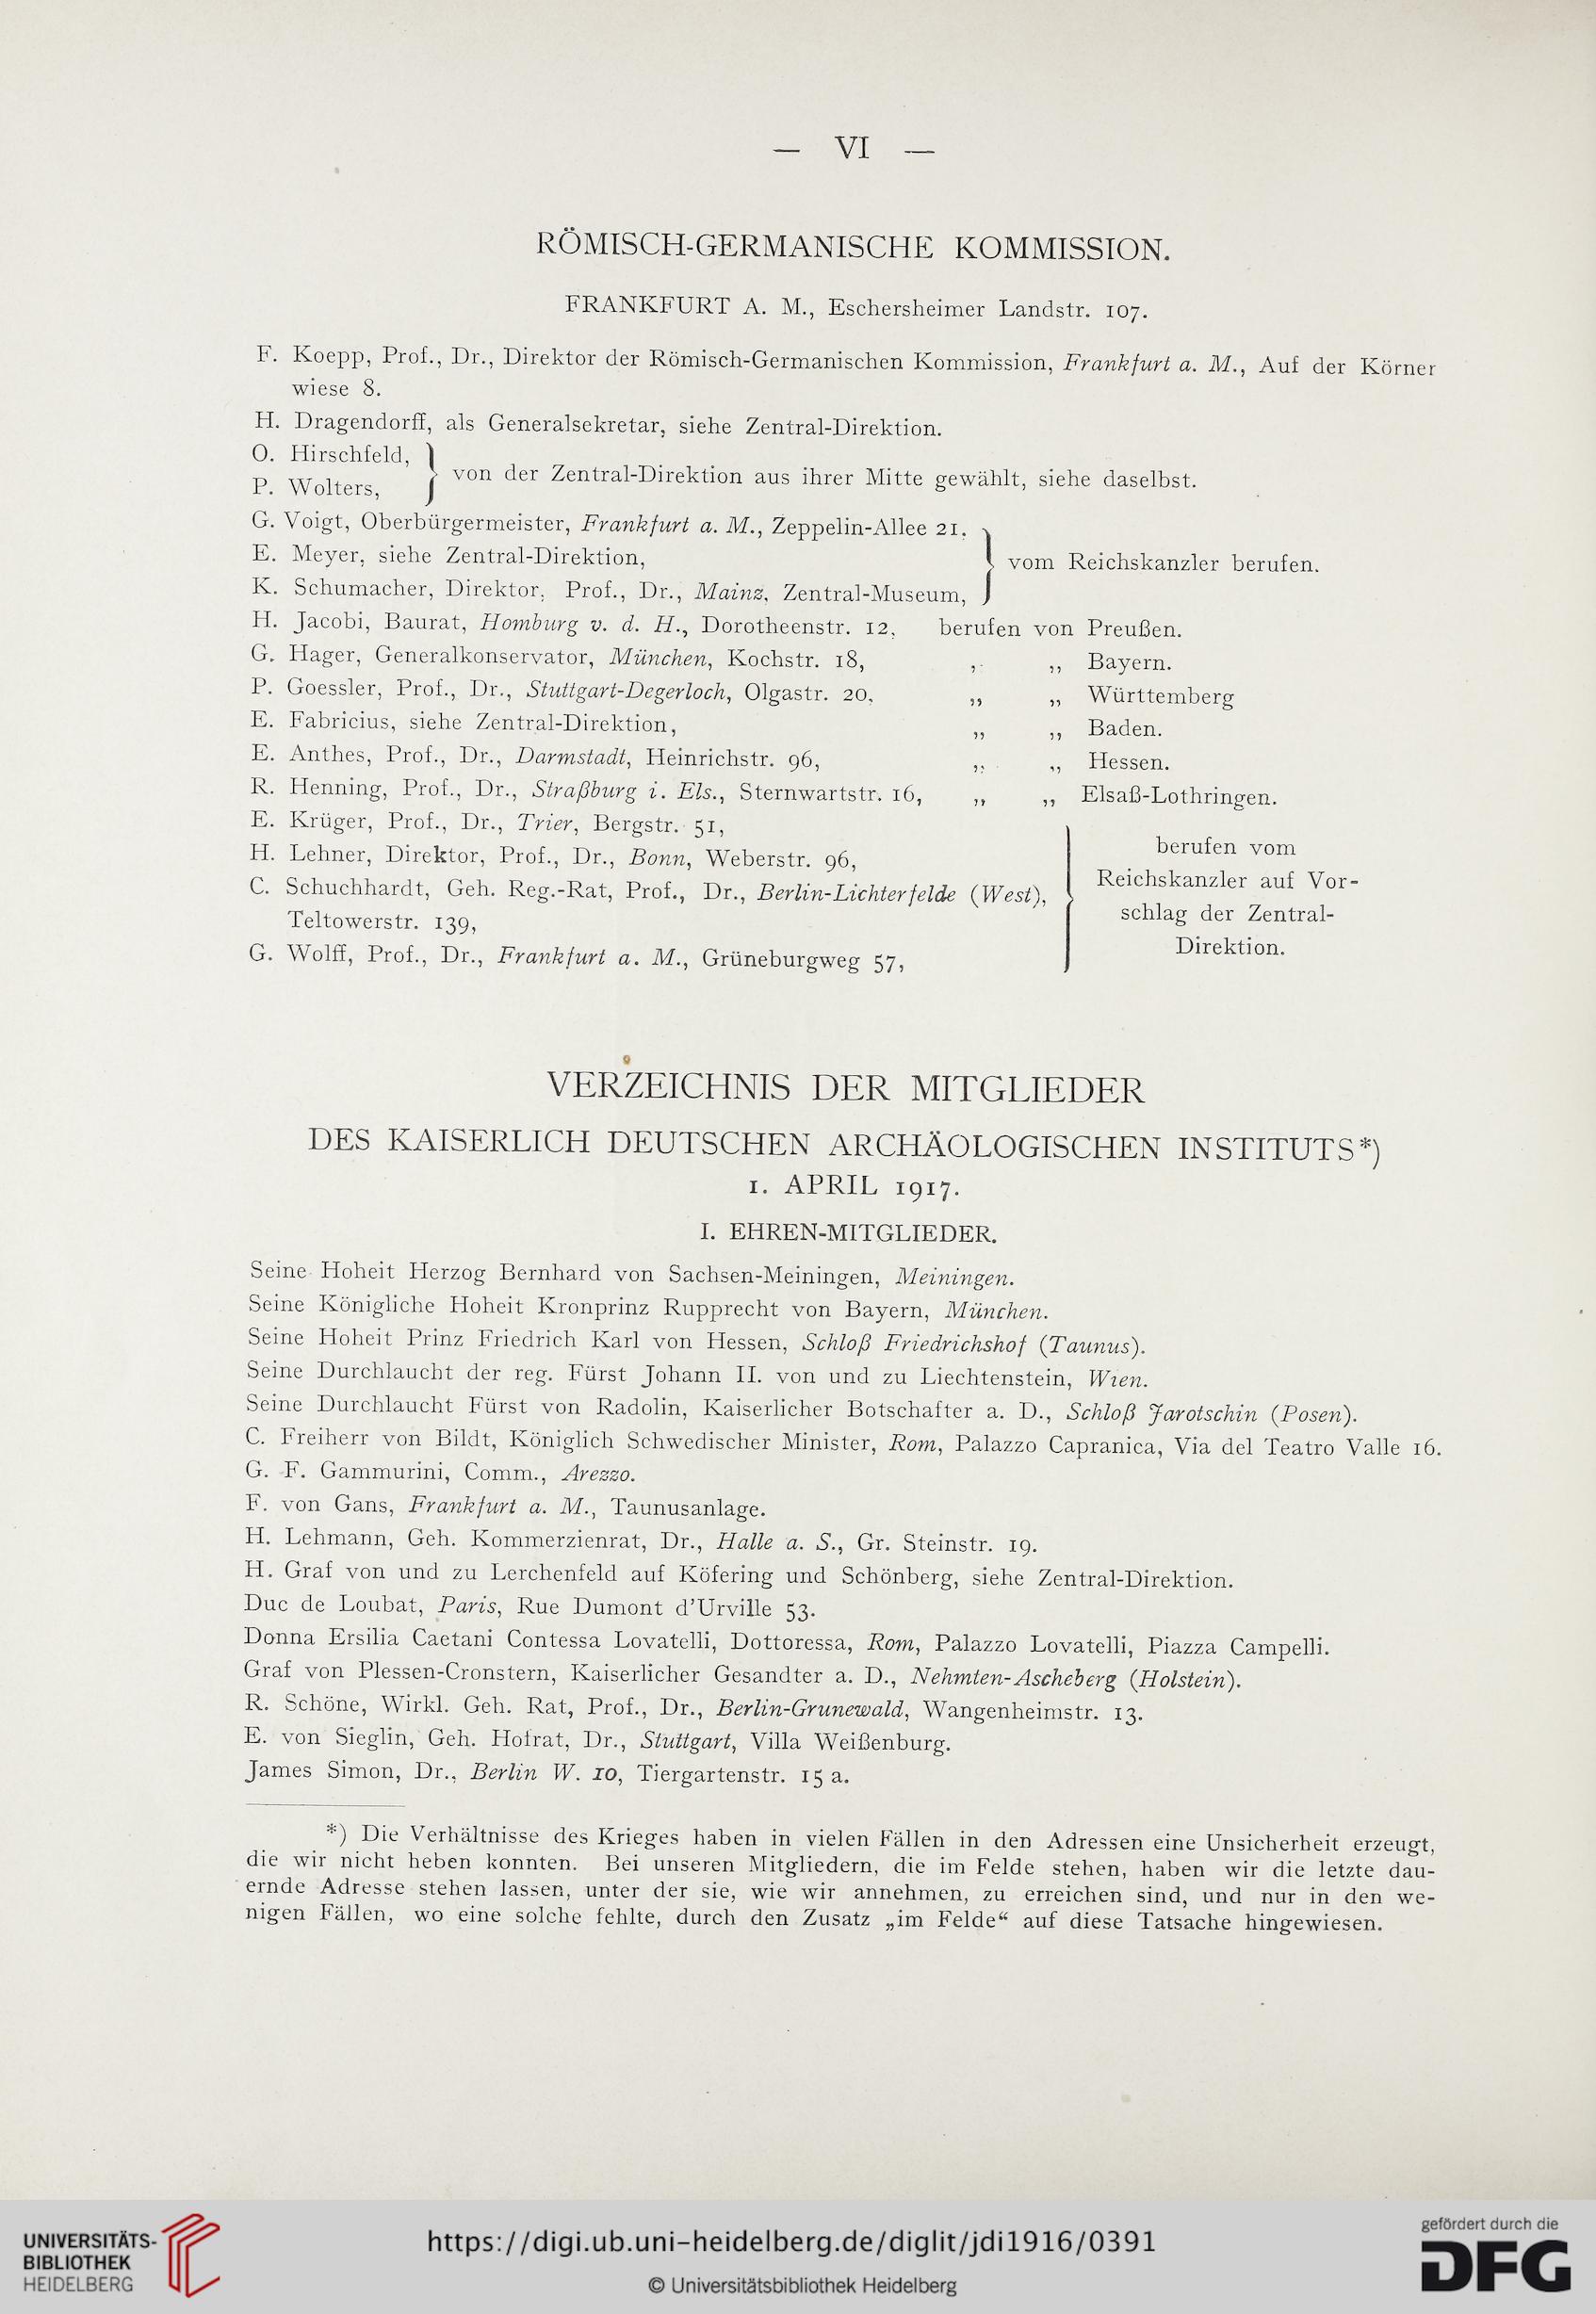 — VI —
RÖMISCH-GERMANISCHE KOMMISSION.
FRANKFURT A. M., Eschersheimer Landstr. 107.
F. Koepp, Prof., Dr., Direktor der Römisch-Germanischen Kommission, Frankfurt a. M., Auf der Körner
wiese 8.
H. Dragendorff, als Generalsekretar, siehe Zentral-Direktion.
O. Hirschfeld,
P. Wolters,
von der Zentral-Direktion aus ihrer Mitte gewählt, siehe daselbst.
G. Voigt, Oberbürgermeister, Frankfurt a. M., Zeppelin-Allee 21,
E. Meyer, siehe Zentral-Direktion,
K. Schumacher, Direktor, Prof., Dr., Mainz, Zentral-Museum,
vom Reichskanzler berufen.
H. Jacobi, Baurat, Homburg v. d. H., Dorotheenstr. 12, berufen von Preußen.
G. Hager, Generalkonservator, München, Kochstr. 18, ,, ,, Bayern.
P. Goessler, Prof., Dr., Stuttgart-Degerloch, Olgastr. 20, ,, ,, Württemberg
E. Fabricius, siehe Zentral-Direktion, ,, ,, Baden.
E. Anthes, Prof., Dr., Darmstadt, Heinrichstr. 96, ,, ,, Hessen.
R. Henning, Prof., Dr., Straßburg i. Els., Sternwartstr. 16, ,, ,, Elsaß-Lothringen.
E. Krüger, Prof., Dr., Trier, Bergstr. 51,
H. Lehner, Direktor, Prof., Dr., Bonn, Weberstr. 96,
C. Schuchhardt, Geh. Reg.-Rat, Prof., Dr., Berlin-Lichterfelde (West),
Teltowerstr. 139,
G. Wolff, Prof., Dr., Frankfurt a. M., Grüneburgweg 57,
berufen vom
Reichskanzler auf Vor-
schlag der Zentral-
Direktion.
VERZEICHNIS DER MITGLIEDER
DES KAISERLICH DEUTSCHEN ARCHÄOLOGISCHEN INSTITUTS*)
1. APRIL 1917.
I. EHREN-MITGLIEDER.
Seine Hoheit Herzog Bernhard von Sachsen-Meiningen, Meiningen.
Seine Königliche Hoheit Kronprinz Rupprecht von Bayern, München.
Seine Hoheit Prinz Friedrich Karl von Hessen, Schloß Friedrichshof (Taunus).
Seine Durchlaucht der reg. Fürst Johann II. von und zu Liechtenstein, Wien.
Seine Durchlaucht Fürst von Radolin, Kaiserlicher Botschafter a. D., Schloß Jarotschin (Posen).
C. Freiherr von Bildt, Königlich Schwedischer Minister, Rom, Palazzo Capranica, Via del Teatro Valle 16.
G. F. Gammurini, Comm., Arezzo.
F. von Gans, Frankfurt a. M., Taunusanlage.
H. Lehmann, Geh. Kommerzienrat, Dr., Halle a. S., Gr. Steinstr. 19.
H. Graf von und zu Lerchenfeld auf Köfering und Schönberg, siehe Zentral-Direktion.
Duc de Loubat, Paris, Rue Dumont d'Urville 53.
Donna Ersilia Caetani Contessa Lovatelli, Dottoressa, Rom, Palazzo Lovatelli, Piazza Campelli.
Graf von Plessen-Cronstern, Kaiserlicher Gesandter a. D., Nehmten-Ascheberg (Holstein).
R. Schöne, Wirkl. Geh. Rat, Prof., Dr., Berlin-Grunewald, Wangenheimstr. 13.
E. von Sieglin, Geh. Hofrat, Dr., Stuttgart, Villa Weißenburg.
James Simon, Dr., Berlin W. 10, Tiergartenstr. 15 a.
*) Die Verhältnisse des Krieges haben in vielen Fällen in den Adressen eine Unsicherheit erzeugt,
die wir nicht heben konnten. Bei unseren Mitgliedern, die im Felde stehen, haben wir die letzte dau-
ernde Adresse stehen lassen, unter der sie, wie wir annehmen, zu erreichen sind, und nur in den we-
nigen Fällen, wo eine solche fehlte, durch den Zusatz „im Felde“ auf diese Tatsache hingewiesen.
UNIVERSITÄTS-
BIBLIOTHEK
HEIDELBERG
https://digi.ub.uni-heidelberg.de/diglit/jdi1916/0391
© Universitätsbibliothek Heidelberg
gefördert durch die
DFG